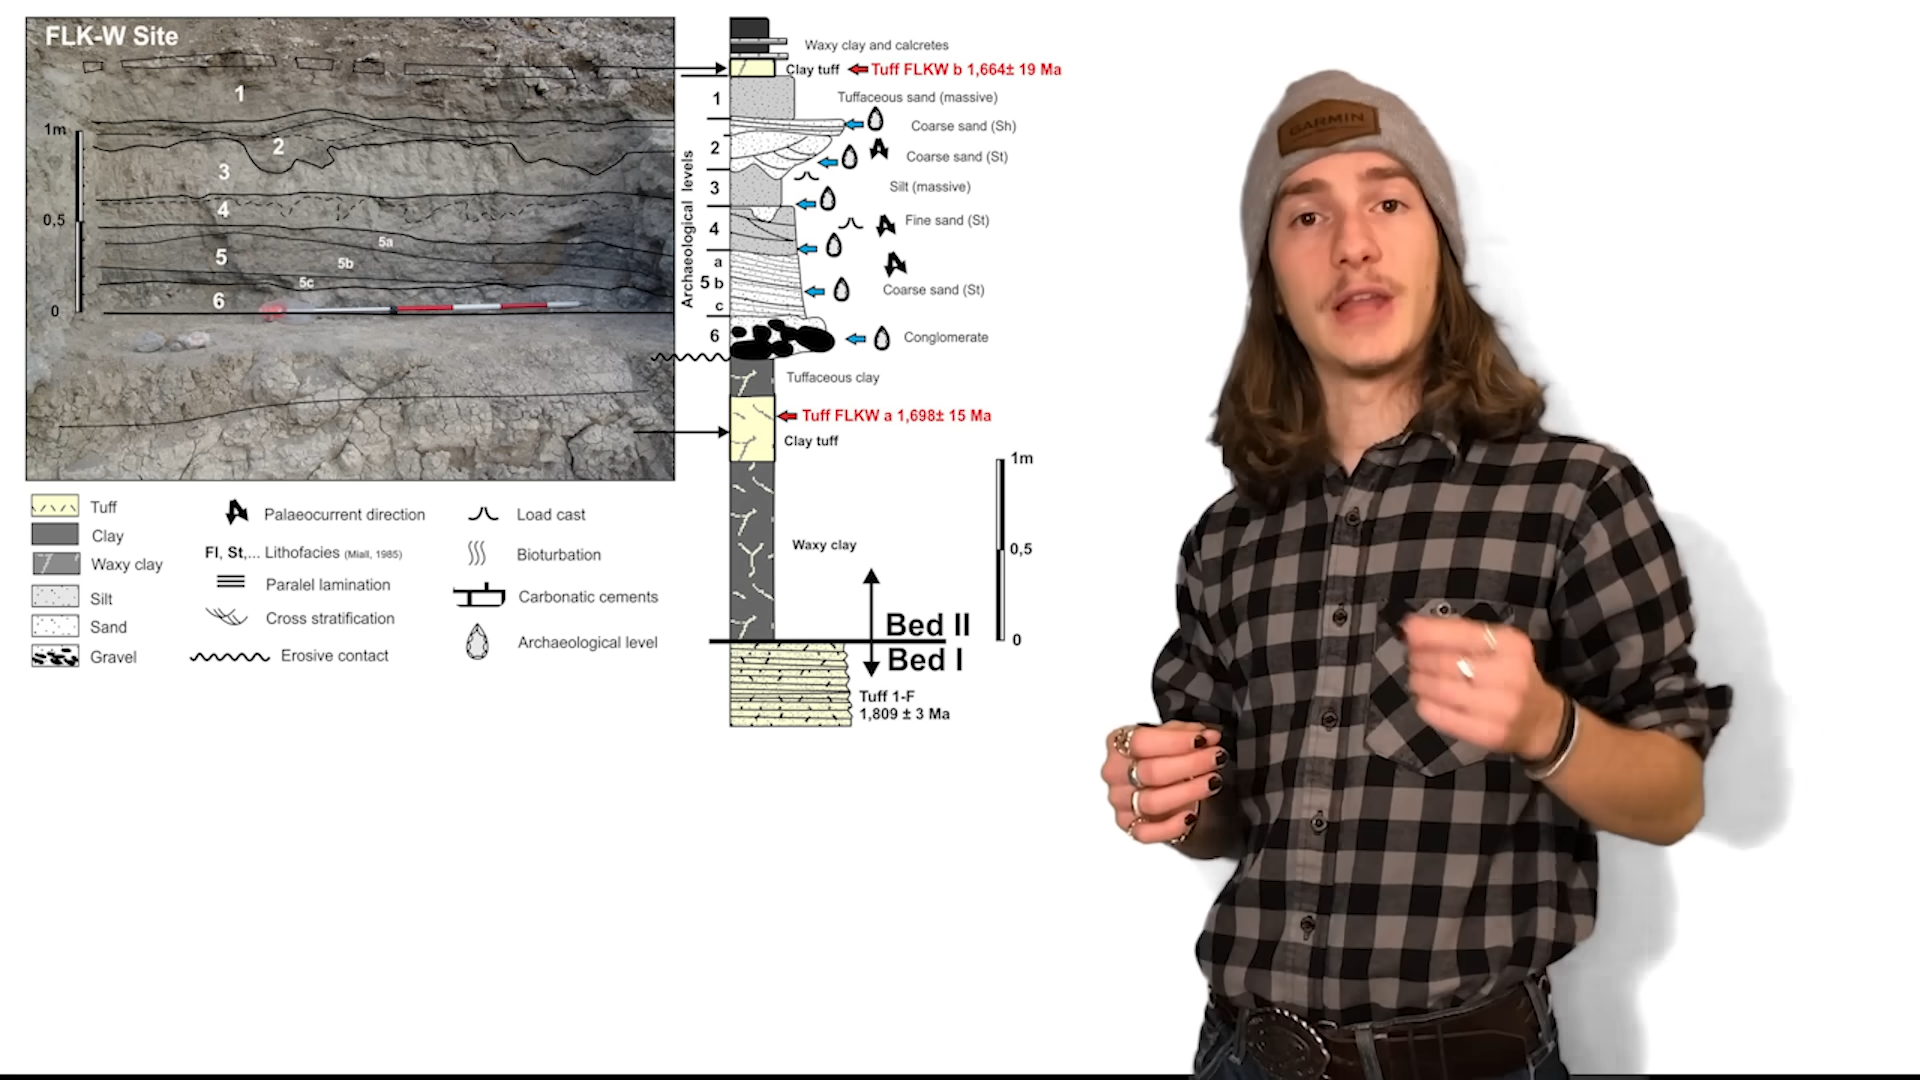 FLK-W Site
1m
0,5
0
1
2
3
4
5
5a
5b
5c
6
Archaeological levels
1
2
3
4
a
5 b
c
6
Waxy clay and calcretes
Clay tuff
Tuff FLKW b 1,664± 19 Ma
Tuffaceous sand (massive)
Coarse sand (Sh)
Coarse sand (St)
Silt (massive)
Fine sand (St)
Coarse sand (St)
Conglomerate
Tuffaceous clay
Tuff FLKW a 1,698± 15 Ma
Clay tuff
Waxy clay
Bed II
Bed I
Tuff 1-F
1,809 ± 3 Ma
1m
0,5
0
Tuff
Clay
Waxy clay
Silt
Sand
Gravel
Palaeocurrent direction
Fl, St,... Lithofacies (Miall, 1985)
Paralel lamination
Cross stratification
Erosive contact
Load cast
Bioturbation
Carbonatic cements
Archaeological level
GARMIN